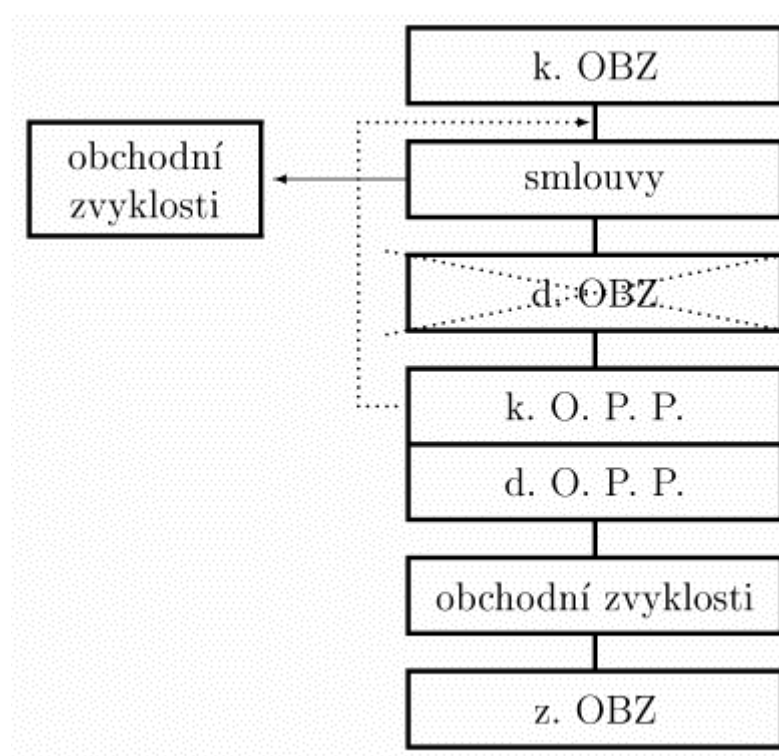 k. OBZ
obchodní
zvyklosti
smlouvy
d. OBZ
k. O. P. P.
d. O. P. P.
obchodní zvyklosti
z. OBZ